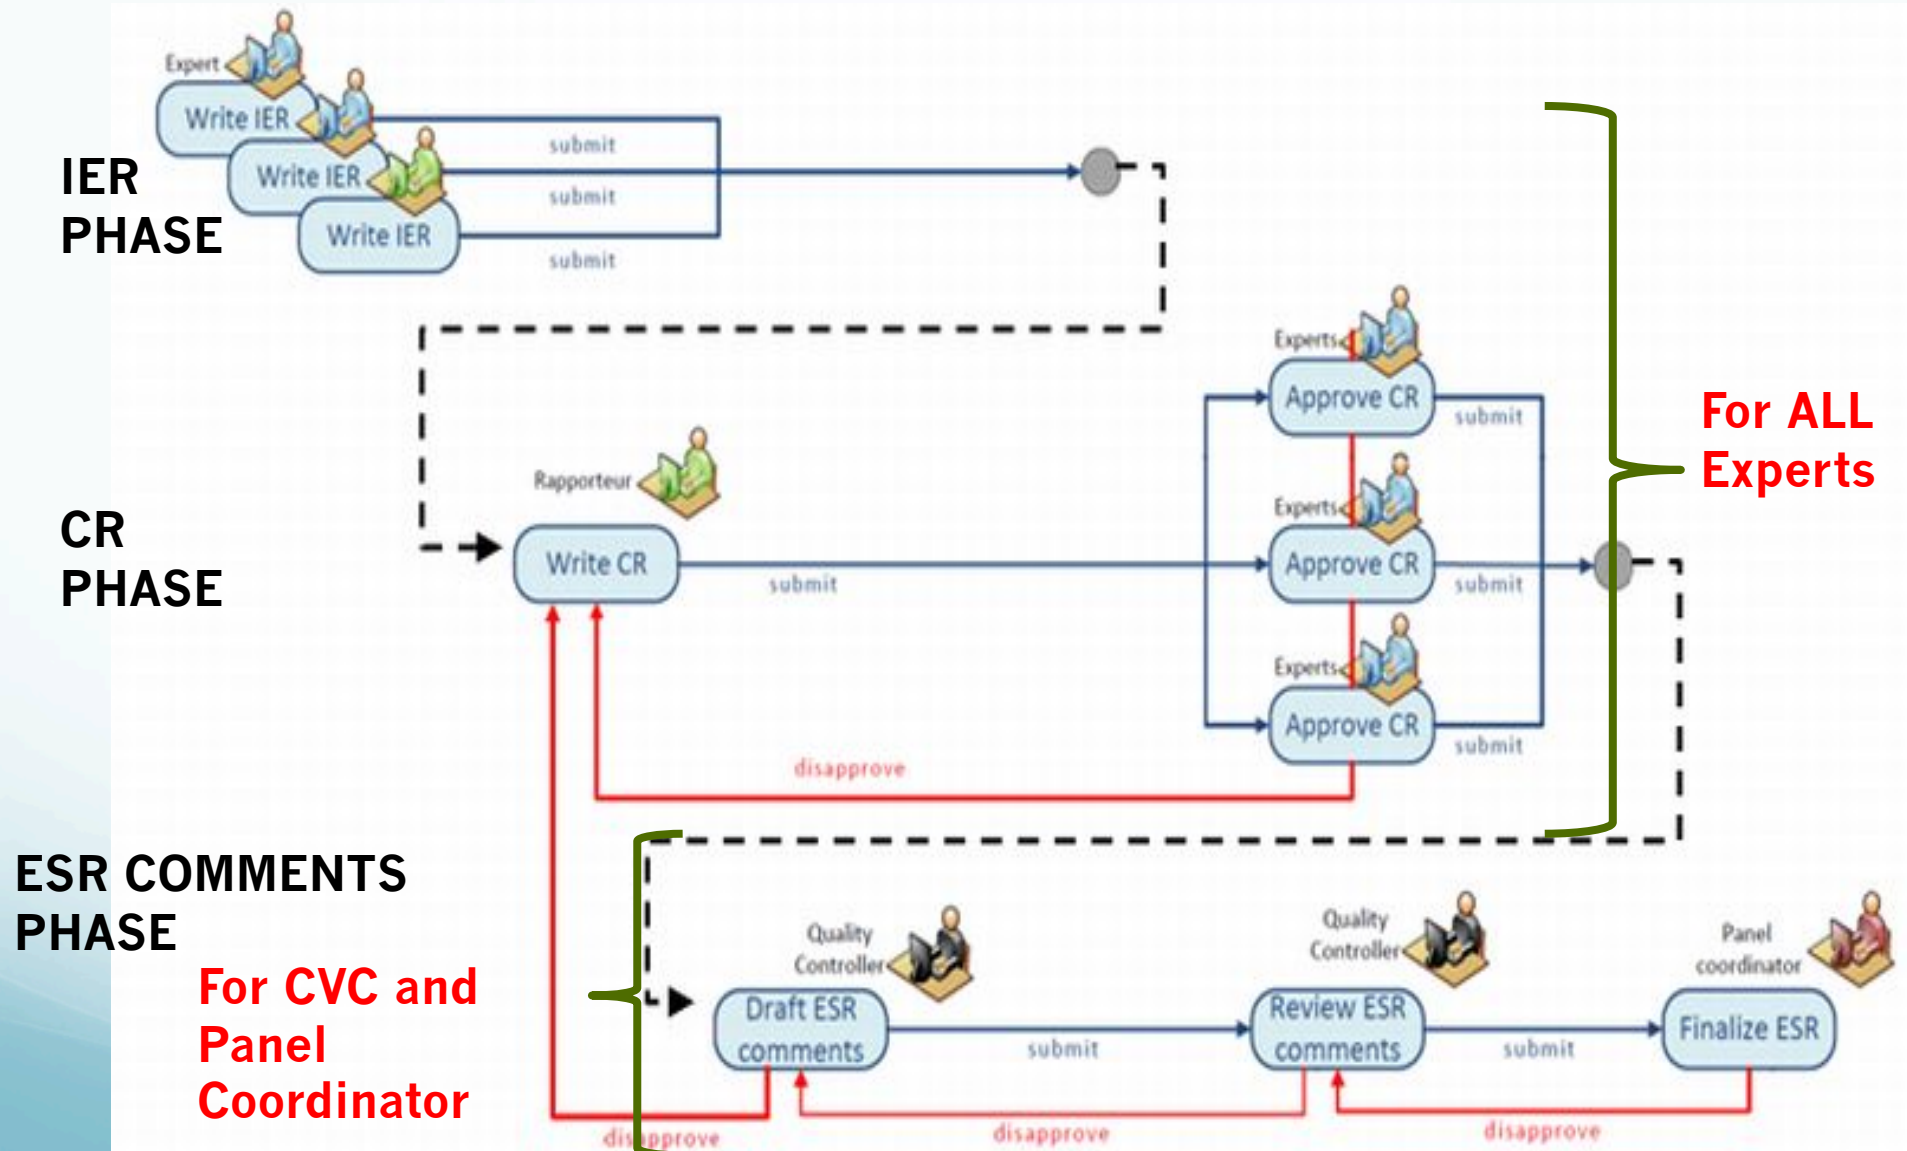 Expert
Write IER
submit
Write IER
submit
Write IER
submit
IER
PHASE
Experts
Approve CR
submit
For ALL
Experts
Rapporteur
Experts
CR
PHASE
Write CR
submit
Approve CR
submit
Experts
Approve CR
submit
disapprove
ESR COMMENTS
PHASE
For CVC and
Panel
Coordinator
Quality
Controller
Draft ESR
comments
submit
Quality
Controller
Review ESR
comments
submit
Panel
coordinator
Finalize ESR
disapprove
disapprove
disapprove